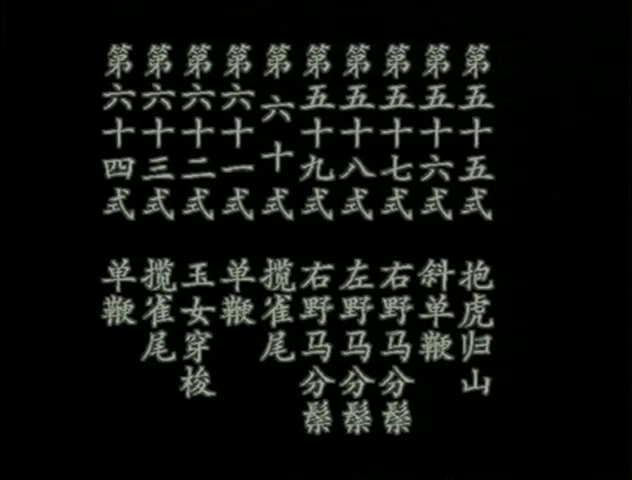 第五十五式 抱虎归山
第五十六式 斜单鞭
第五十七式 右野马分鬃
第五十八式 左野马分鬃
第五十九式 右野马分鬃
第六十式 揽雀尾
第六十一式 单鞭
第六十二式 玉女穿梭
第六十三式 揽雀尾
第六十四式 单鞭